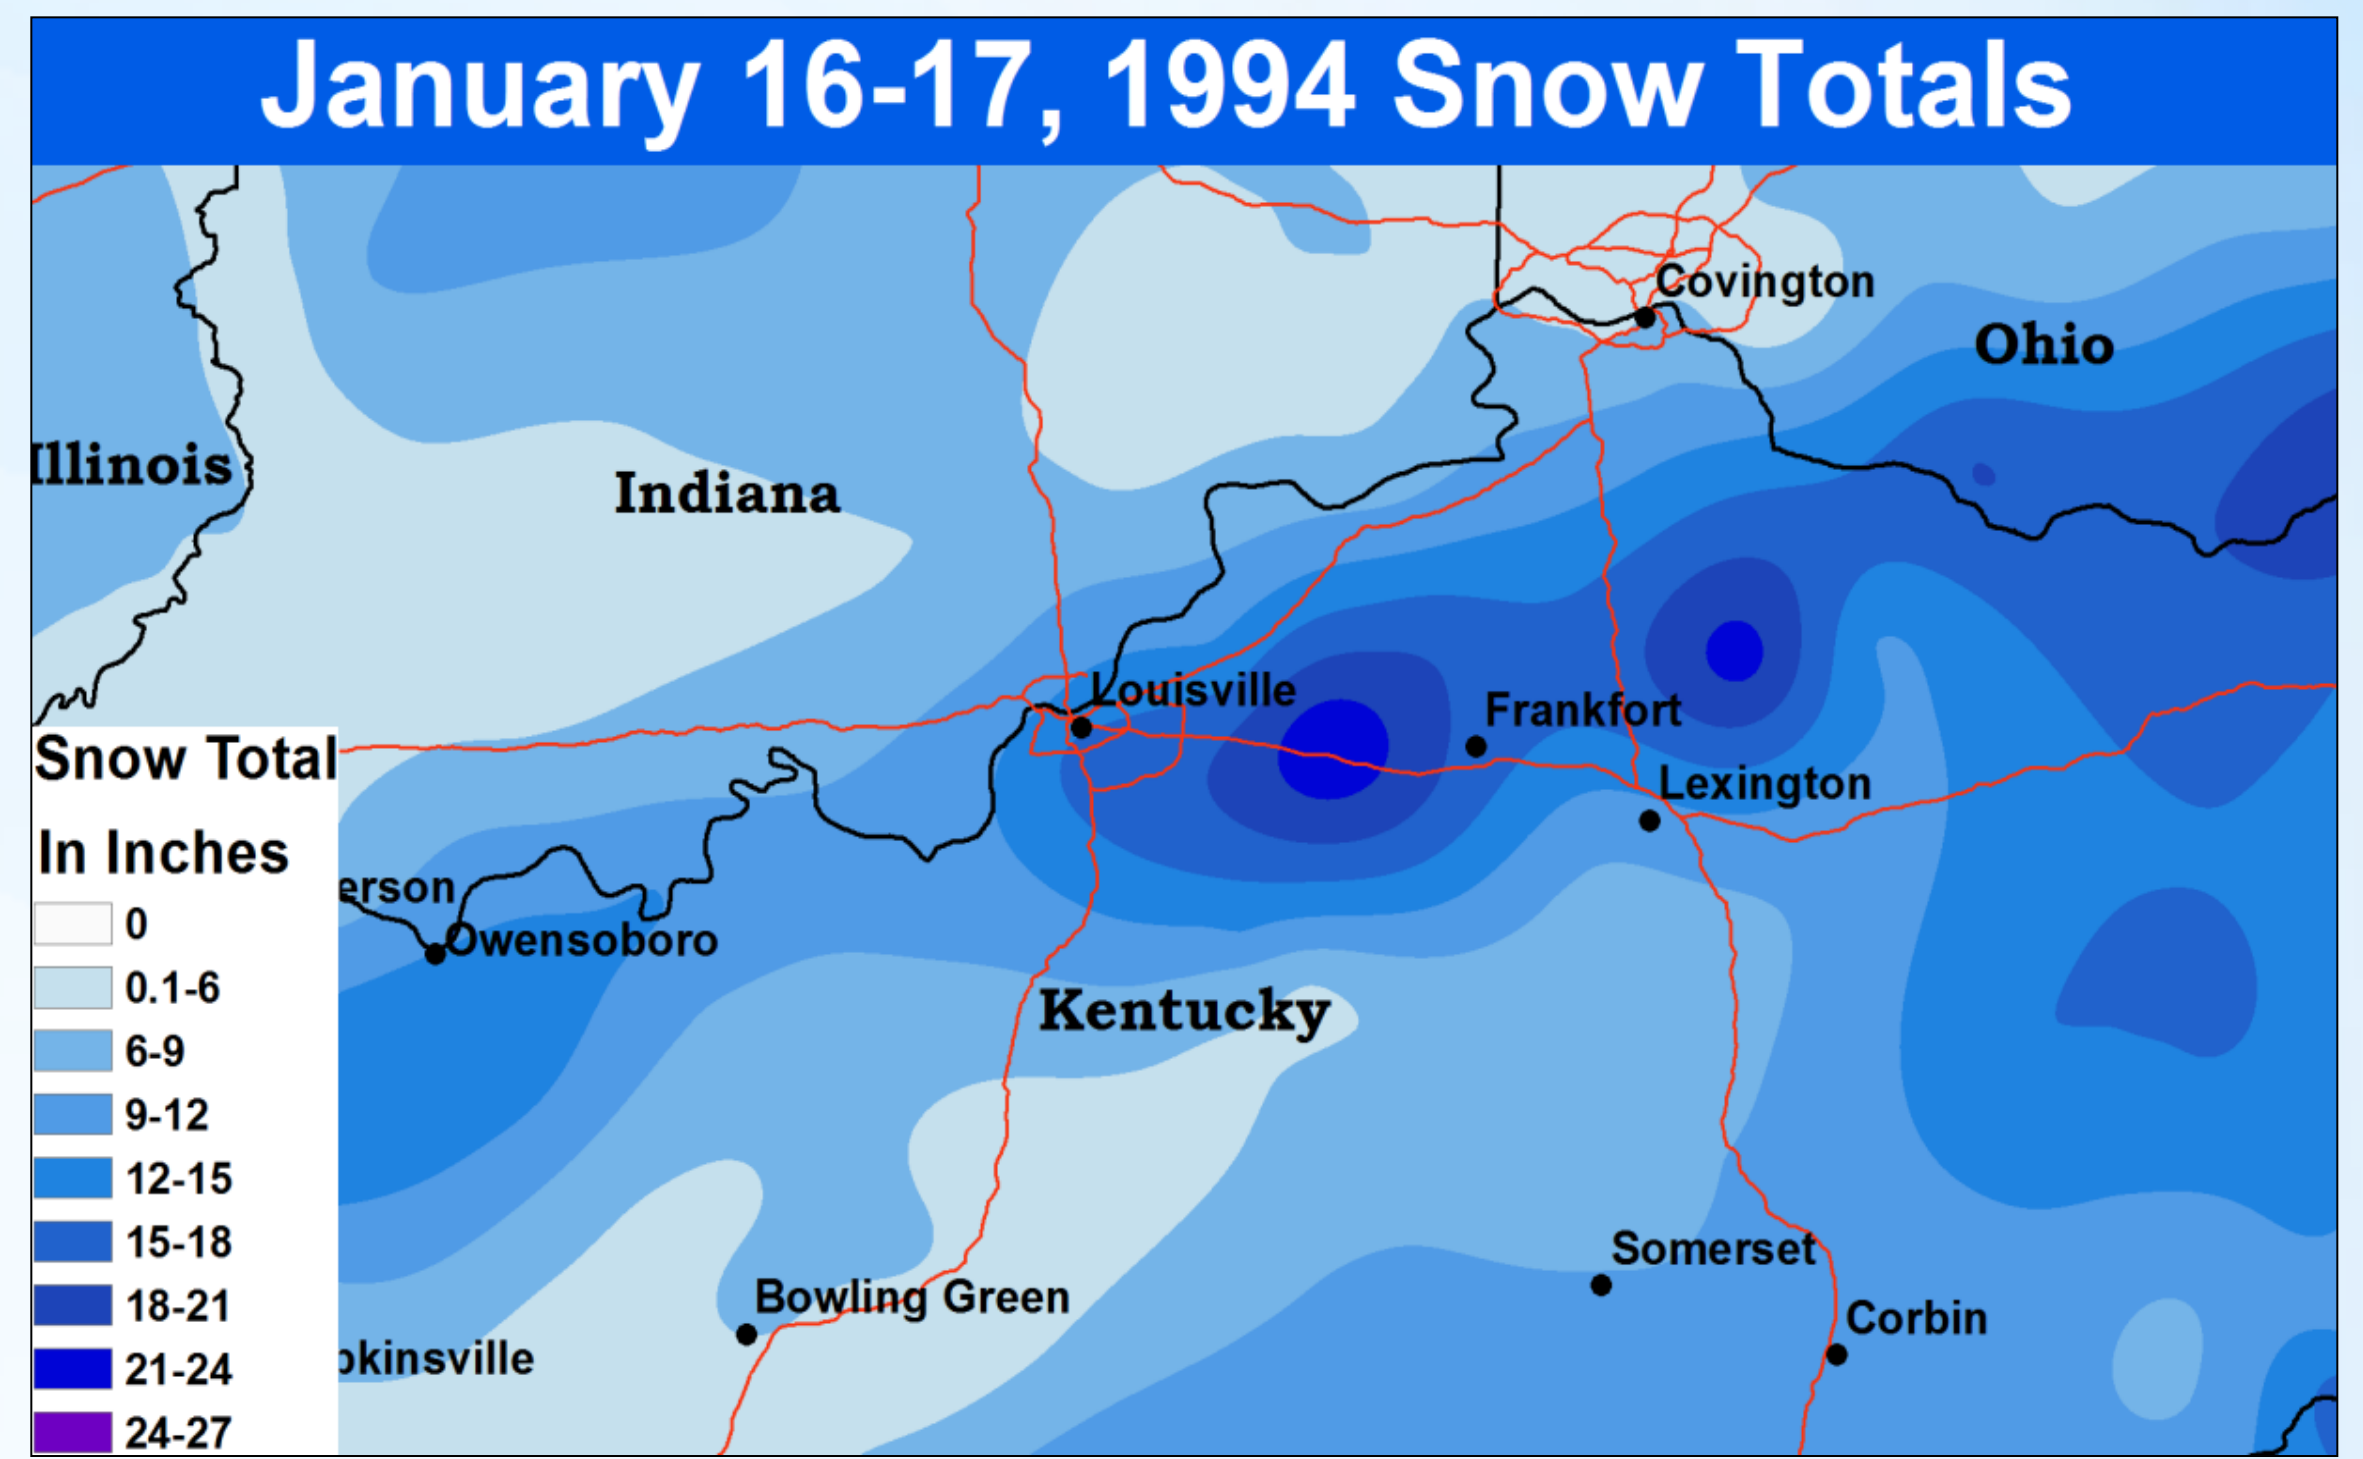 January 16-17, 1994 Snow Totals
Covington
Ohio
Illinois
Indiana
Louisville
Frankfort
Lexington
Snow Total
In Inches
erson
0
Owensoboro
0.1-6
Kentucky
6-9
9-12
12-15
15-18
Somerset
18-21
Bowling Green
Corbin
21-24
pkinsville
24-27